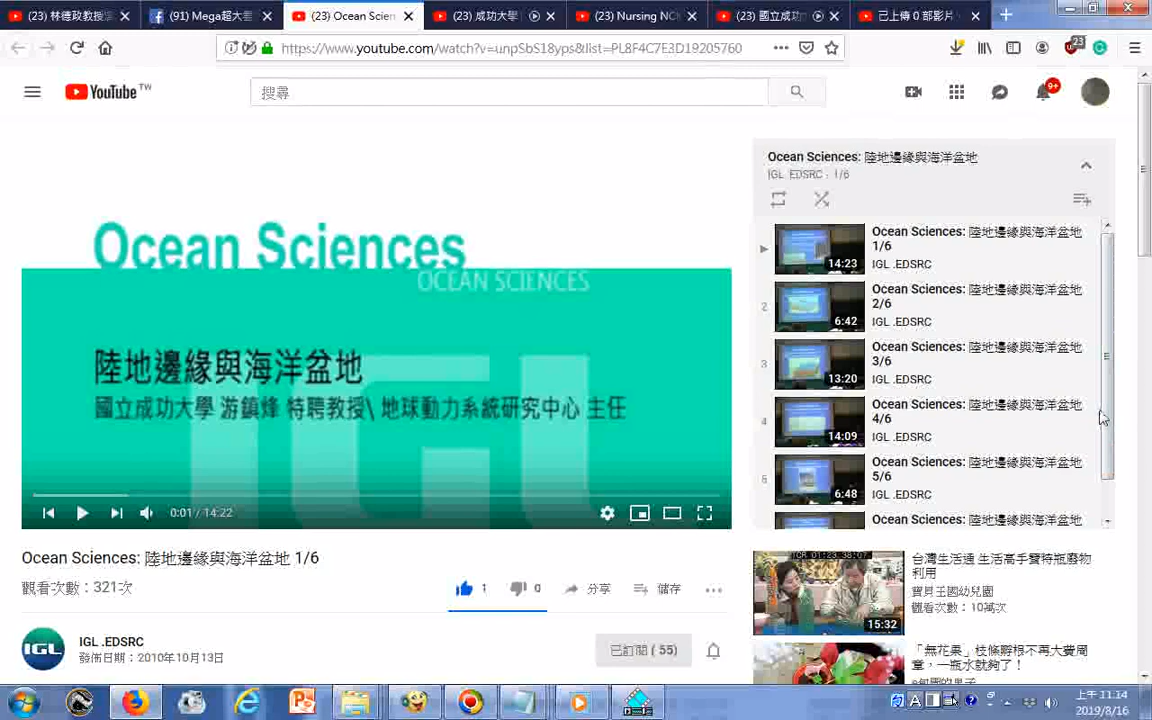 (23) 林德政教授演
(91) Mega超大雲
(23) Ocean Scien
(23) 成功大學
(23) Nursing NC
(23) 國立成功
已上傳 0 部影片
https://www.youtube.com/watch?v=unpSbS18yps&list=PL8F4C7E3D19205760
23
YouTube TW
搜尋
9+
Ocean Sciences
OCEAN SCIENCES
陸地邊緣與海洋盆地
國立成功大學 游鎮烽 特聘教授\ 地球動力系統研究中心 主任
IGL
0:01 / 14:22
Ocean Sciences: 陸地邊緣與海洋盆地 1/6
觀看次數：321次
1
0
分享
儲存
IGL
IGL .EDSRC
發佈日期：2010年10月13日
已訂閱 (55)
Ocean Sciences: 陸地邊緣與海洋盆地
IGL .EDSRC - 1/6
14:23
Ocean Sciences: 陸地邊緣與海洋盆地
1/6
IGL .EDSRC
2
6:42
Ocean Sciences: 陸地邊緣與海洋盆地
2/6
IGL .EDSRC
3
13:20
Ocean Sciences: 陸地邊緣與海洋盆地
3/6
IGL .EDSRC
4
14:09
Ocean Sciences: 陸地邊緣與海洋盆地
4/6
IGL .EDSRC
5
6:48
Ocean Sciences: 陸地邊緣與海洋盆地
5/6
IGL .EDSRC
Ocean Sciences: 陸地邊緣與海洋盆地
15:32
台灣生活通 生活高手竇特瓶廢物
利用
寶貝王國幼兒園
觀看次數：10萬次
「無花果」枝條孵根不再大費周
章，一瓶水就夠了！
上午 11:14
2019/3/16